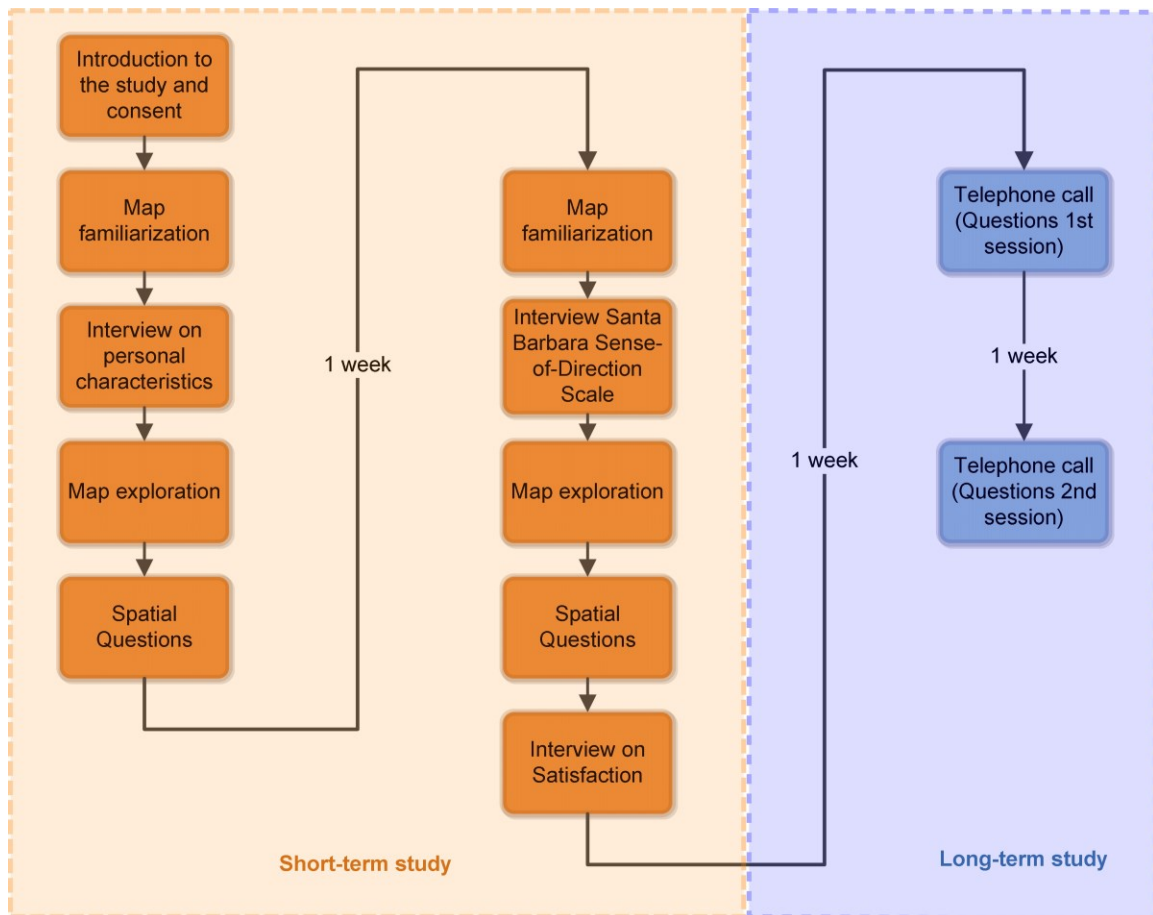 Introduction to
the study and
consent
Map
familiarization
Interview on
personal
characteristics
Map exploration
Spatial
Questions
1 week
Map
familiarization
Interview Santa
Barbara Sense-
of-Direction
Scale
Map exploration
Spatial
Questions
Interview on
Satisfaction
Short-term study
1 week
Telephone call
(Questions 1st
session)
1 week
Telephone call
(Questions 2nd
session)
Long-term study